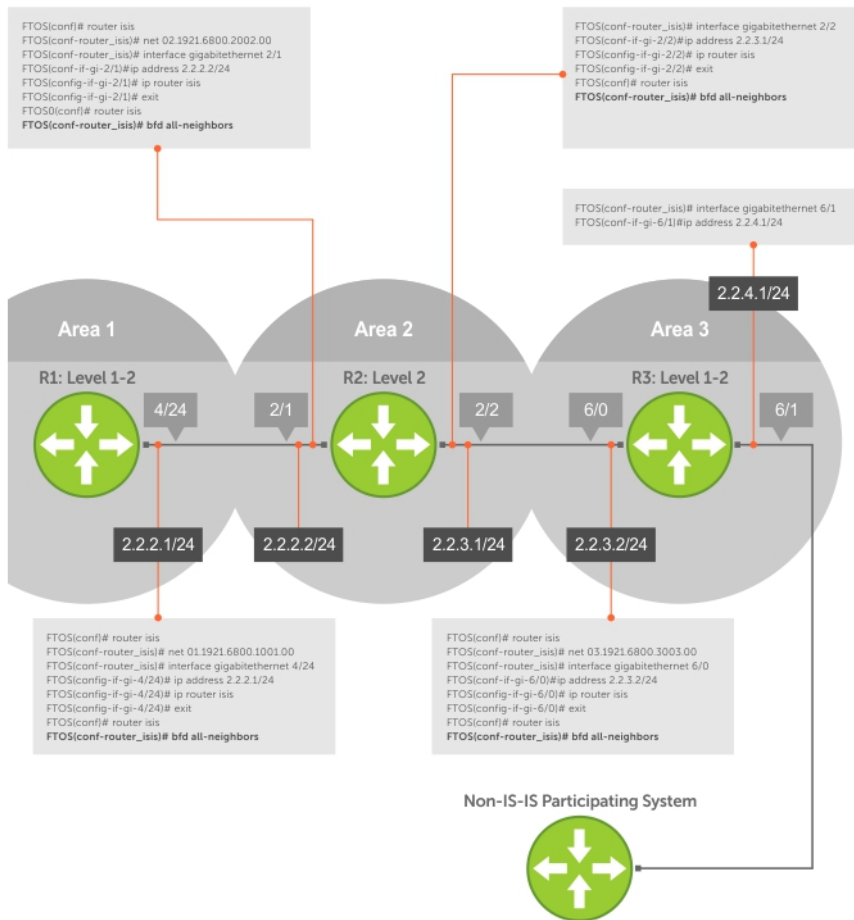 FTOS(conf)# router isis
FTOS(conf-router_isis)# net 02.1921.6800.2002.00
FTOS(conf-router_isis)# interface gigabitethernet 2/1
FTOS(conf-if-gi-2/1)#ip address 2.2.2.2/24
FTOS(config-if-gi-2/1)# ip router isis
FTOS(config-if-gi-2/1)# exit
FTOS0(conf)# router isis
FTOS(conf-router_isis)# bfd all-neighbors
FTOS(conf-router_isis)# interface gigabitethernet 2/2
FTOS(conf-if-gi-2/2)#ip address 2.2.3.1/24
FTOS(config-if-gi-2/2)# ip router isis
FTOS(config-if-gi-2/2)# exit
FTOS(conf)# router isis
FTOS(conf-router_isis)# bfd all-neighbors
FTOS(conf-router_isis)# interface gigabitethernet 6/1
FTOS(conf-if-gi-6/1)#ip address 2.2.4.1/24
2.2.4.1/24
Area 1
Area 2
Area 3
R1: Level 1-2
R2: Level 2
R3: Level 1-2
4/24
2/1
2/2
6/0
6/1
2.2.2.1/24
2.2.2.2/24
2.2.3.1/24
2.2.3.2/24
FTOS(conf)# router isis
FTOS(conf-router_isis)# net 01.1921.6800.1001.00
FTOS(conf-router_isis)# interface gigabitethernet 4/24
FTOS(config-if-gi-4/24)# ip address 2.2.2.1/24
FTOS(config-if-gi-4/24)# ip router isis
FTOS(config-if-gi-4/24)# exit
FTOS(conf)# router isis
FTOS(conf-router_isis)# bfd all-neighbors
FTOS(conf)# router isis
FTOS(conf-router_isis)# net 03.1921.6800.3003.00
FTOS(conf-router_isis)# interface gigabitethernet 6/0
FTOS(conf-if-gi-6/0)#ip address 2.2.3.2/24
FTOS(config-if-gi-6/0)# ip router isis
FTOS(config-if-gi-6/0)# exit
FTOS(conf)# router isis
FTOS(conf-router_isis)# bfd all-neighbors
Non-IS-IS Participating System